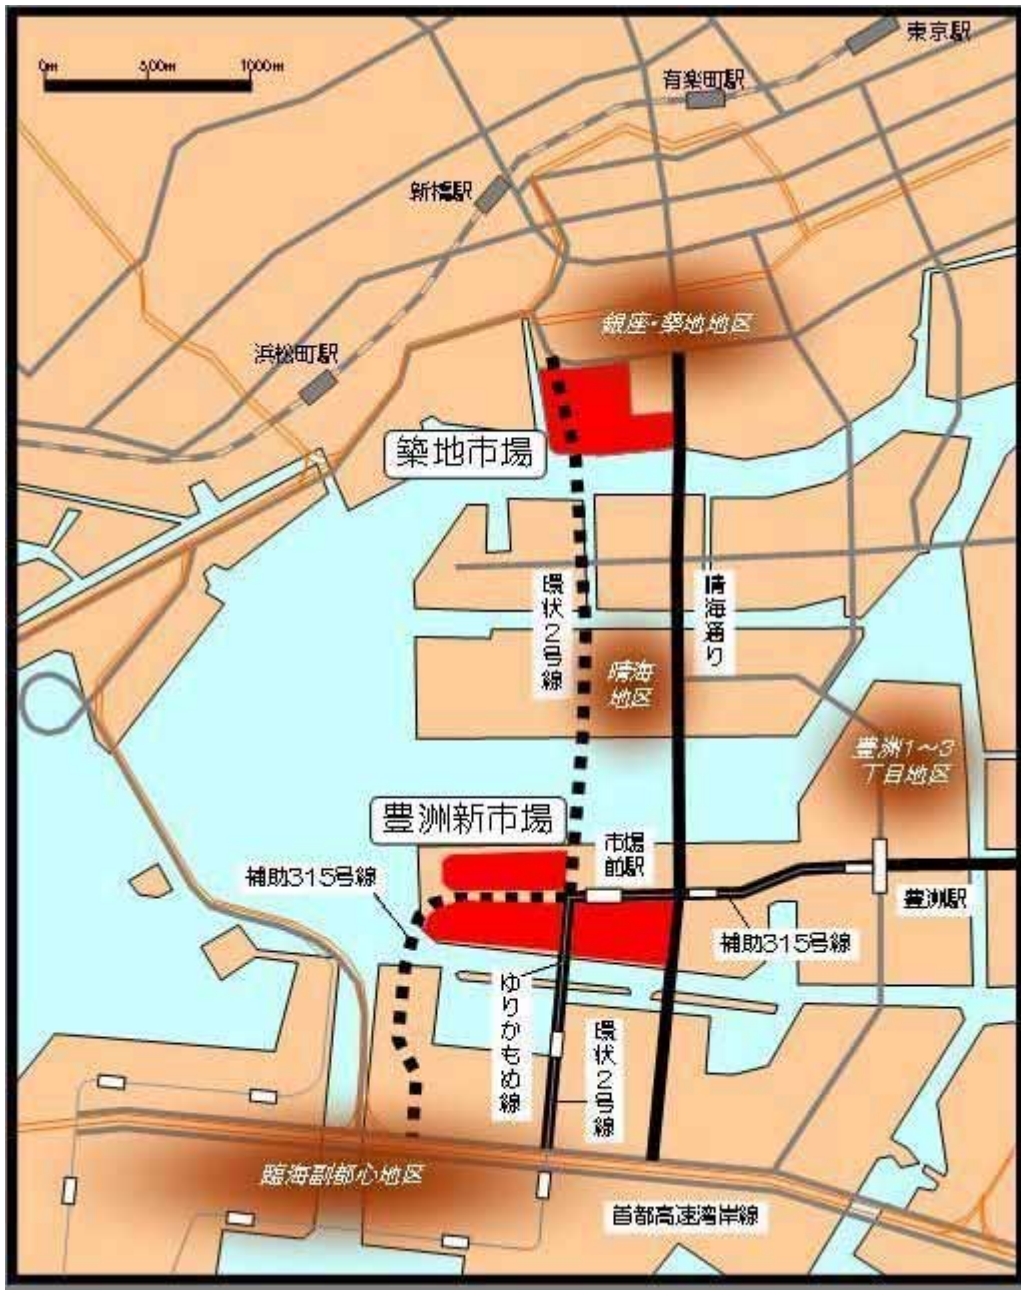 東京駅
有楽町駅
0m 500m 1000m
新橋駅
銀座・築地地区
浜松町駅
築地市場
環状2号線
晴海通り
晴海
地区
豊洲1~3
丁目地区
豊洲新市場
市場
前駅
補助315号線
豊洲駅
補助315号線
ゆりかもめ線
環状2号線
臨海副都心地区
首都高速湾岸線